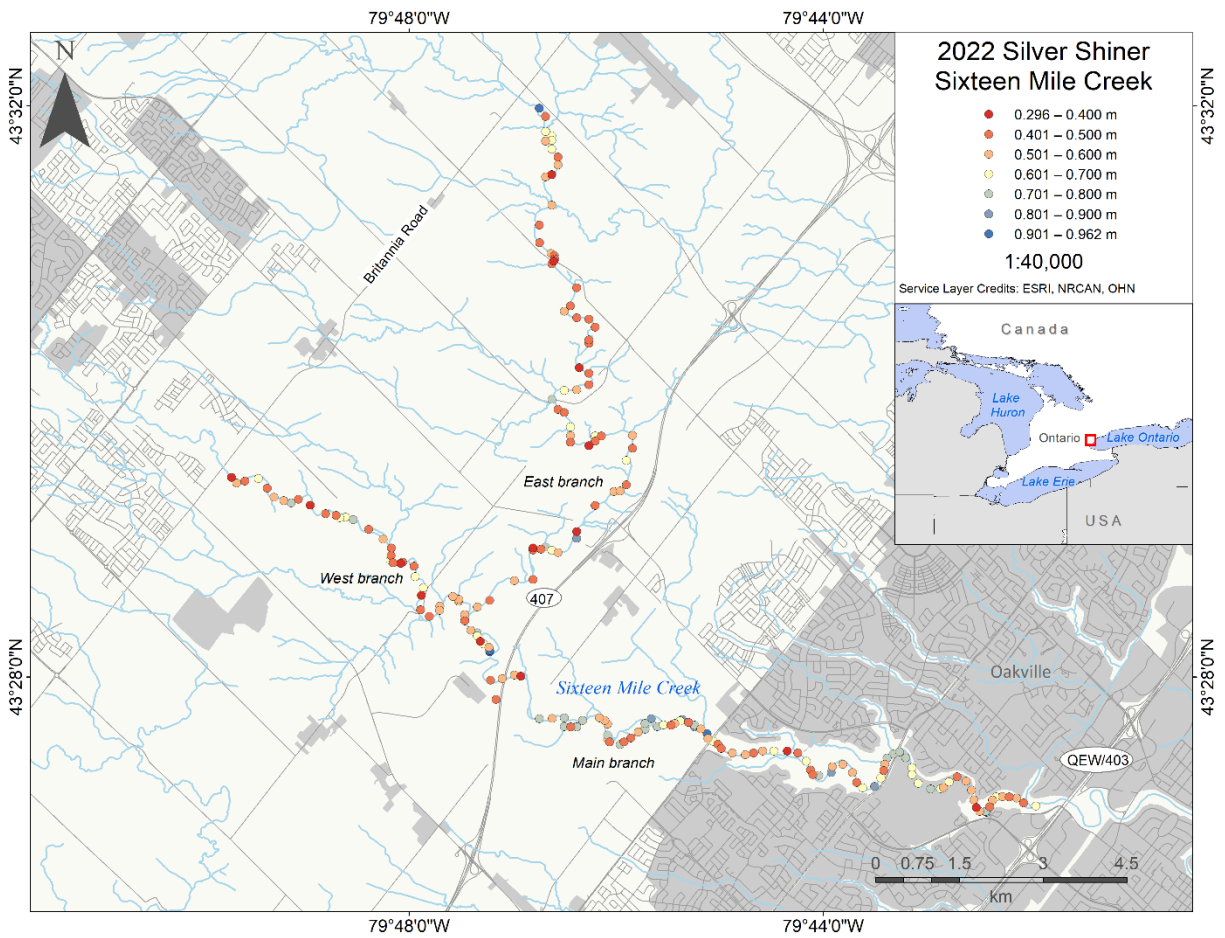 79°48'0"W
79°44'0"W
N
43°32'0"N
43°32'0"N
2022 Silver Shiner
Sixteen Mile Creek
0.296 – 0.400 m
0.401 – 0.500 m
0.501 – 0.600 m
0.601 – 0.700 m
0.701 – 0.800 m
0.801 – 0.900 m
0.901 – 0.962 m
1:40,000
Service Layer Credits: ESRI, NRCAN, OHN
Canada
Lake
Huron
Ontario
Lake Ontario
Lake Erie
USA
Britannia Road
East branch
West branch
407
Sixteen Mile Creek
Main branch
Oakville
QEW/403
43°28'0"N
43°28'0"N
0 0.75 1.5 3 4.5
km
79°48'0"W
79°44'0"W